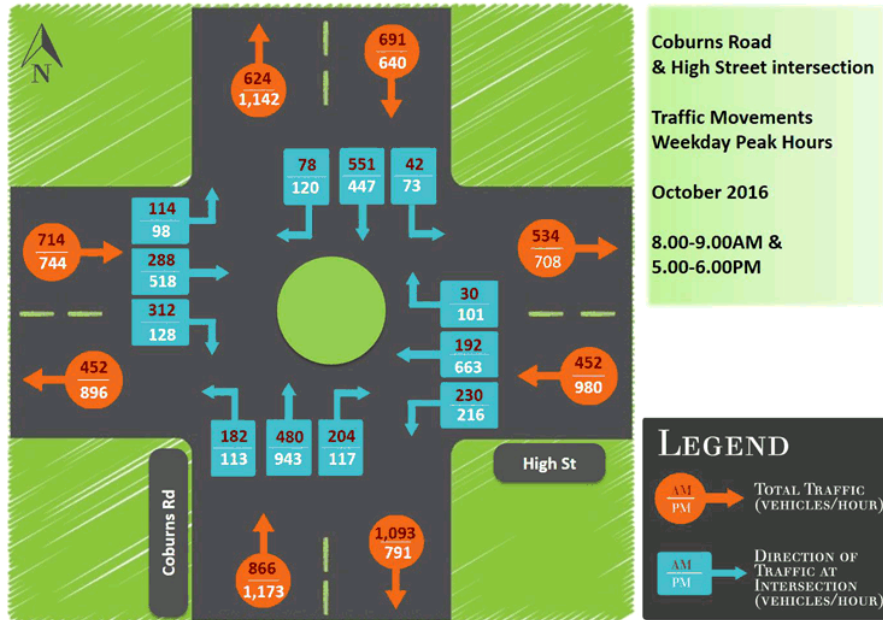 N
624
1,142
691
640
78
120
551
447
42
73
114
98
288
518
312
128
714
744
534
708
30
101
192
663
230
216
452
896
452
980
182
113
480
943
204
117
High St
Coburns Rd
866
1,173
1,093
791
Coburns Road
& High Street intersection
Traffic Movements
Weekday Peak Hours
October 2016
8.00-9.00AM &
5.00-6.00PM
LEGEND
AM
PM
TOTAL TRAFFIC
(VEHICLES/HOUR)
AM
PM
DIRECTION OF
TRAFFIC AT
INTERSECTION
(VEHICLES/HOUR)